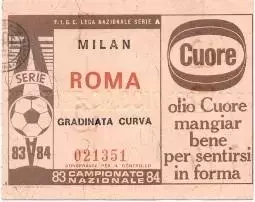 F.I.G.C. LEGA NAZIONALE SERIE A
MILAN
ROMA
GRADINATA CURVA
SERIE
A
83 84
021351
83 CAMPIONATO 84
NAZIONALE
Cuore
olio Cuore
mangiar
bene
per sentirsi
in forma